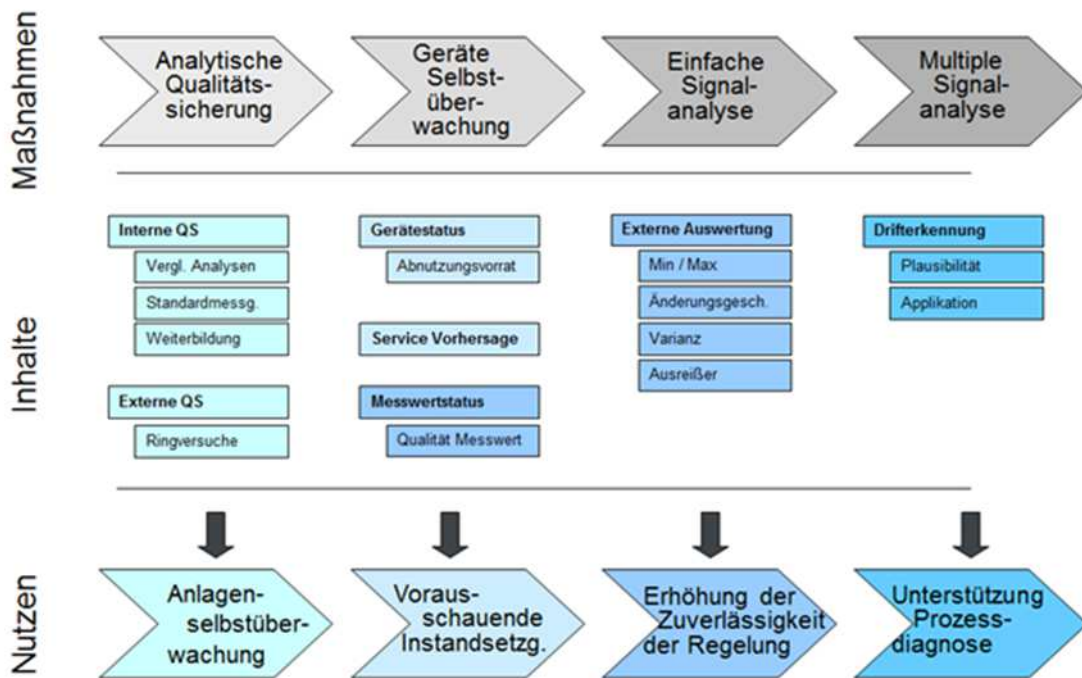 Maßnahmen
Analytische
Qualitäts-
sicherung
Geräte
Selbst-
über-
wachung
Einfache
Signal-
analyse
Multiple
Signal-
analyse
Inhalte
Interne QS
Vergl. Analysen
Standardmessg.
Weiterbildung
Externe QS
Ringversuche
Gerätestatus
Abnutzungsvorrat
Service Vorhersage
Messwertstatus
Qualität Messwert
Externe Auswertung
Min / Max
Änderungsgesch.
Varianz
Ausreißer
Drifterkennung
Plausibilität
Applikation
Nutzen
Anlagen-
selbstüber-
wachung
Voraus-
schauende
Instandsetzg.
Erhöhung der
Zuverlässigkeit
der Regelung
Unterstützung
Prozess-
diagnose